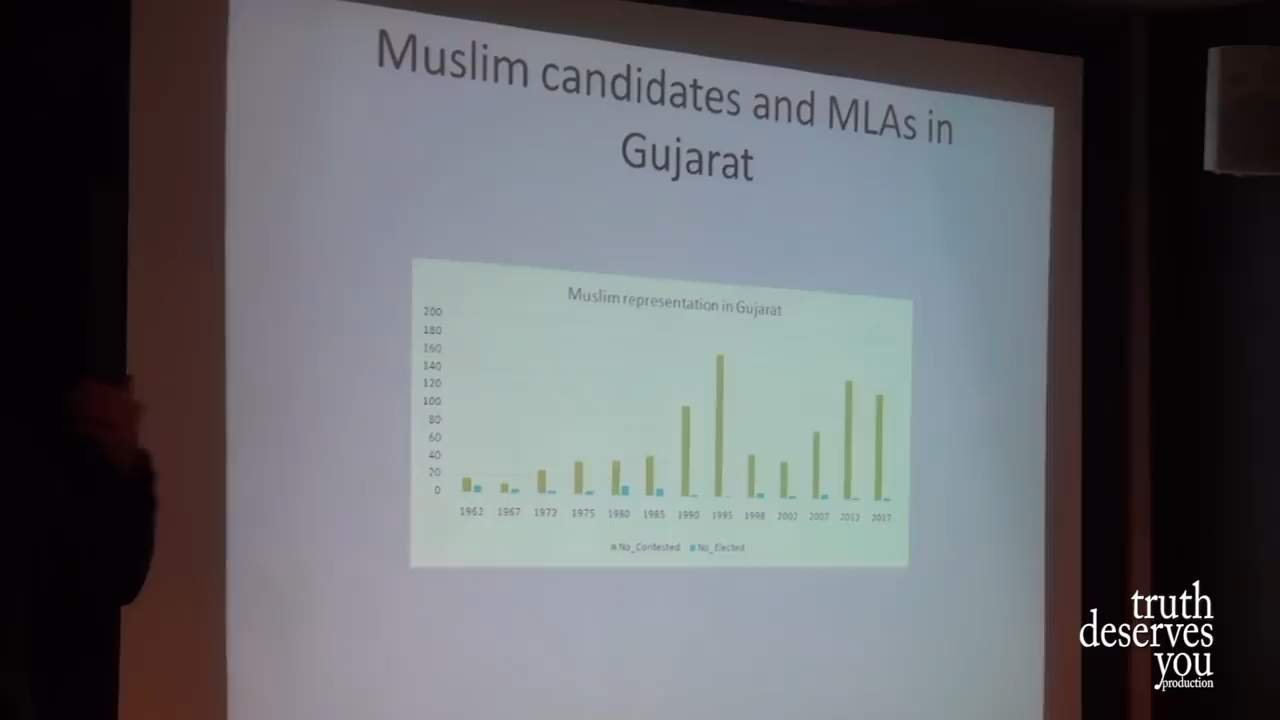 Muslim candidates and MLAs in
Gujarat
Muslim representation in Gujarat
200
180
160
140
120
100
80
60
40
20
0
1962 1967 1972 1975 1980 1985 1990 1995 1998 2002 2007 2012 2017
No_Contested No_Elected
truth
deserves
you
production